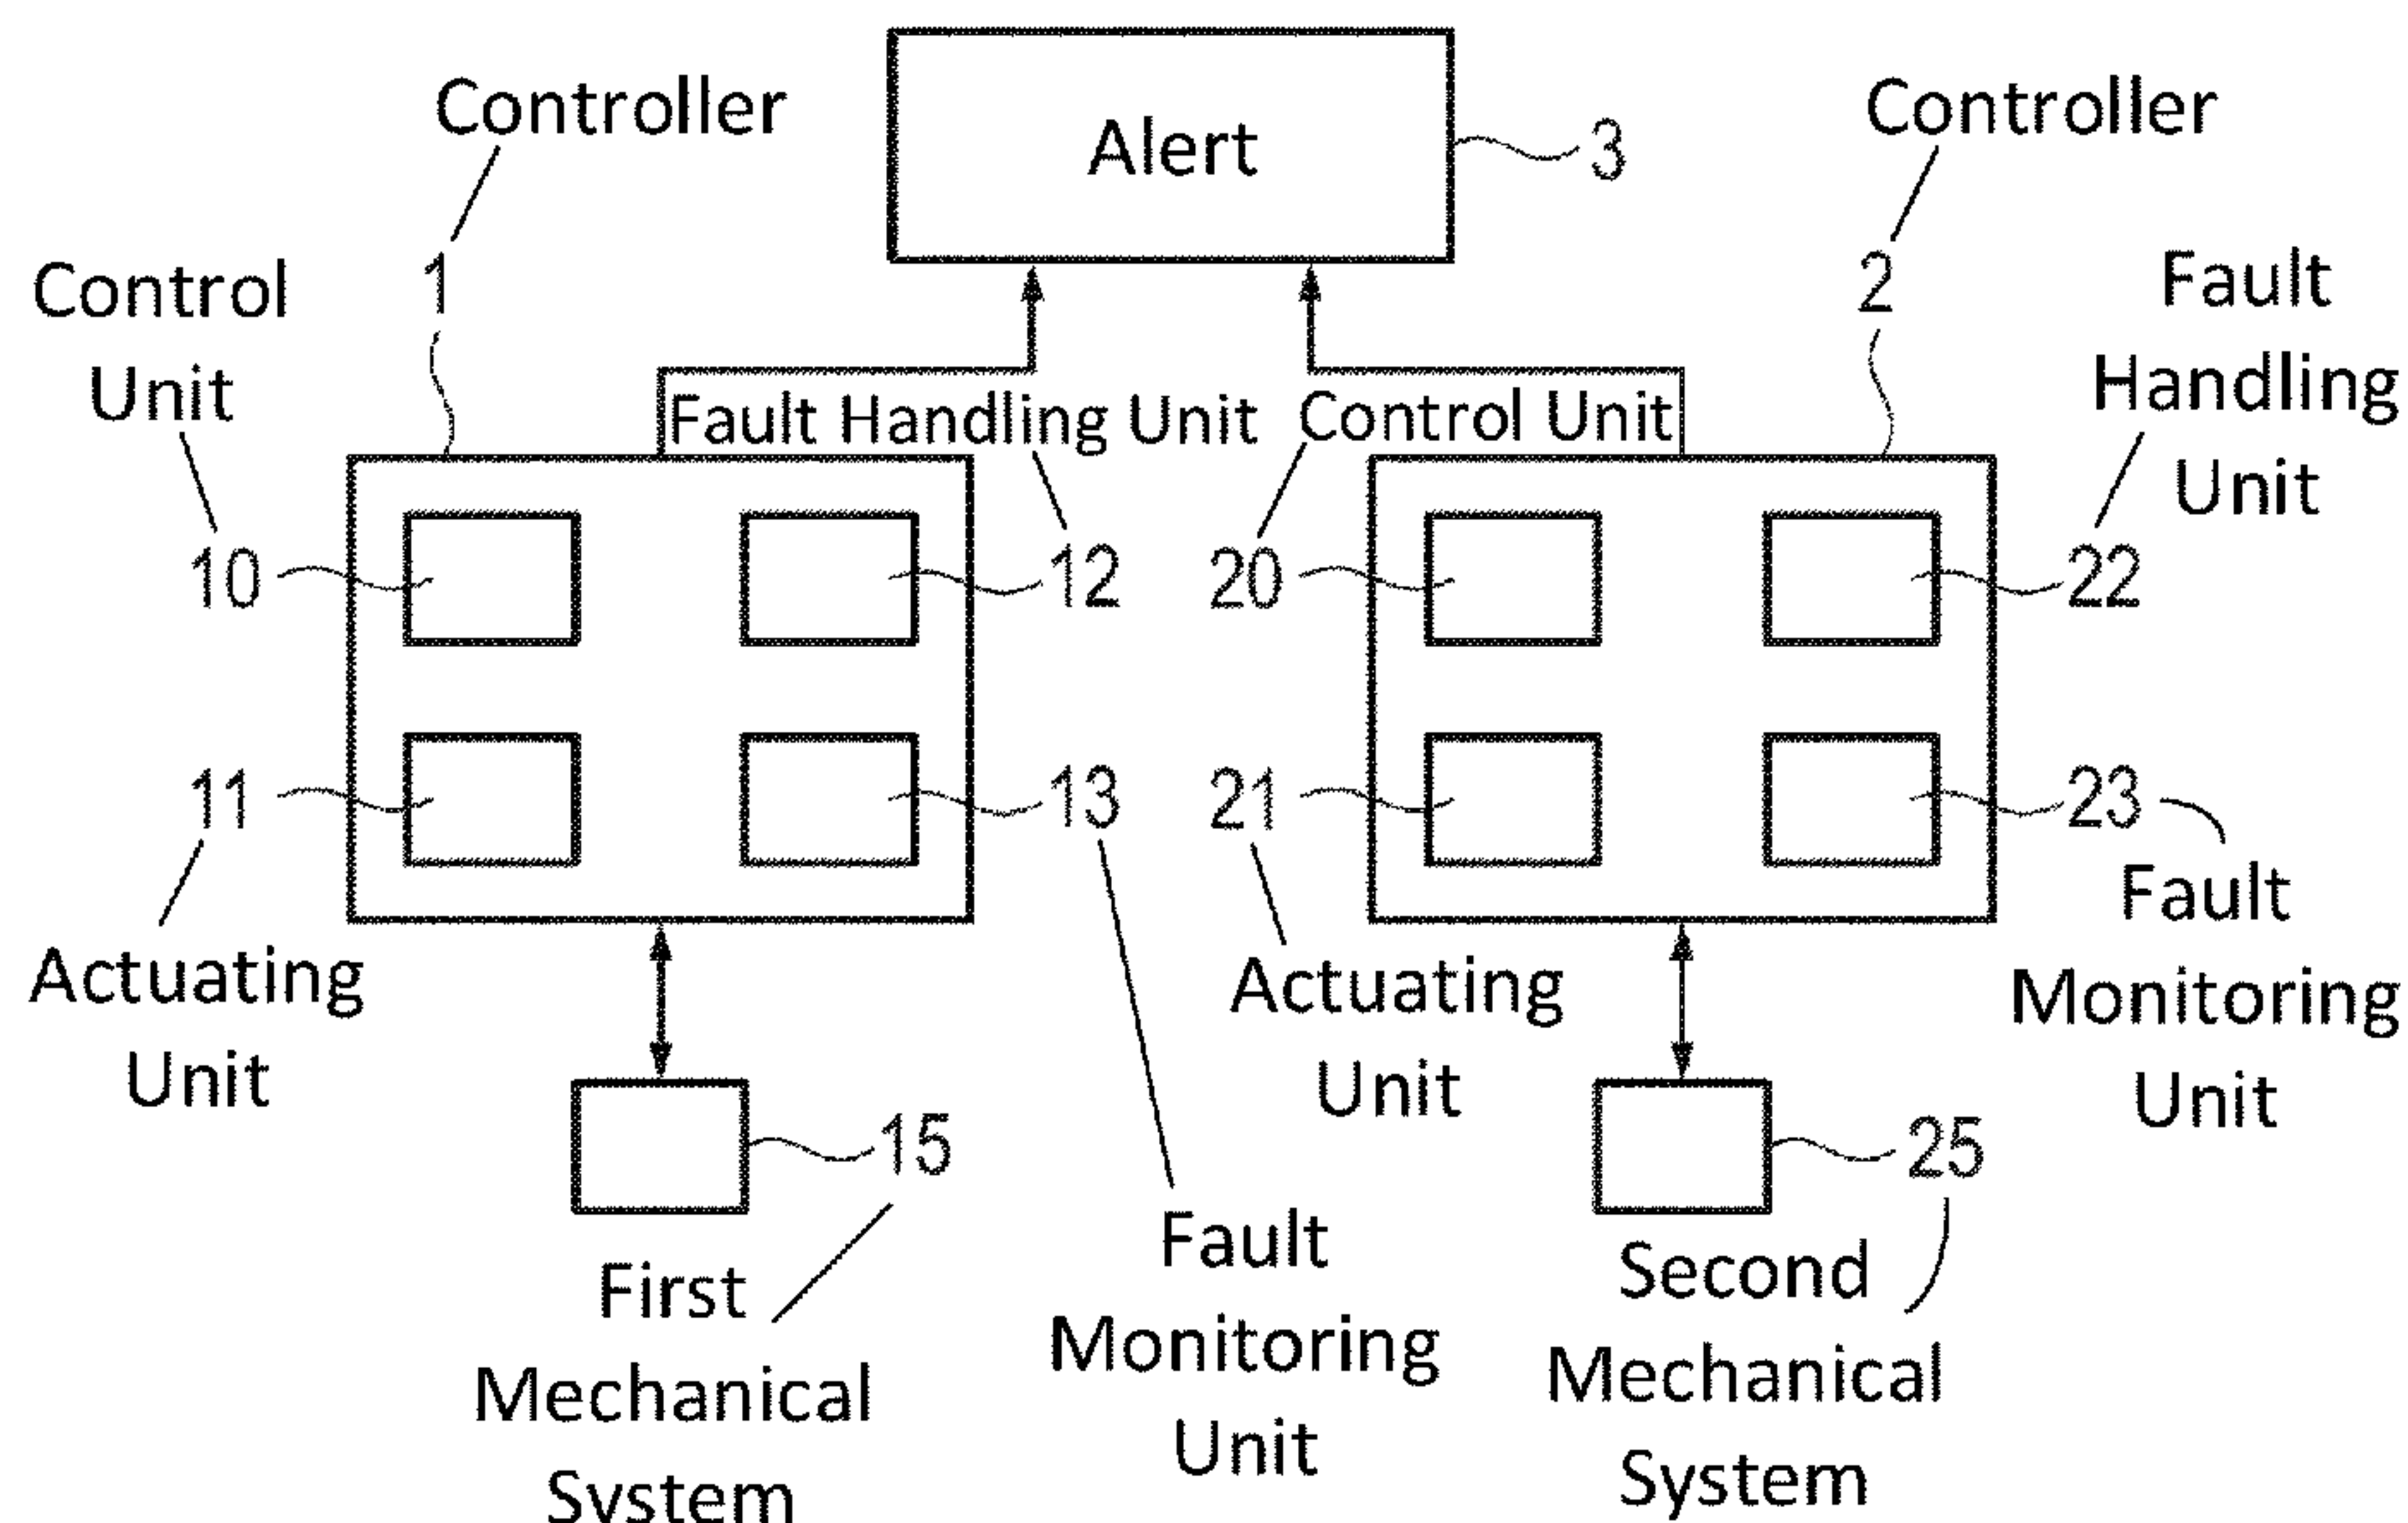 Controller
Alert
3
Controller
1
2
Control
Unit
Fault
Handling
Unit
Fault Handling Unit
Control Unit
10
12
20
22
11
13
21
23
Actuating
Unit
Actuating
Unit
Fault
Monitoring
Unit
15
25
First
Mechanical
System
Fault
Monitoring
Unit
Second
Mechanical
System